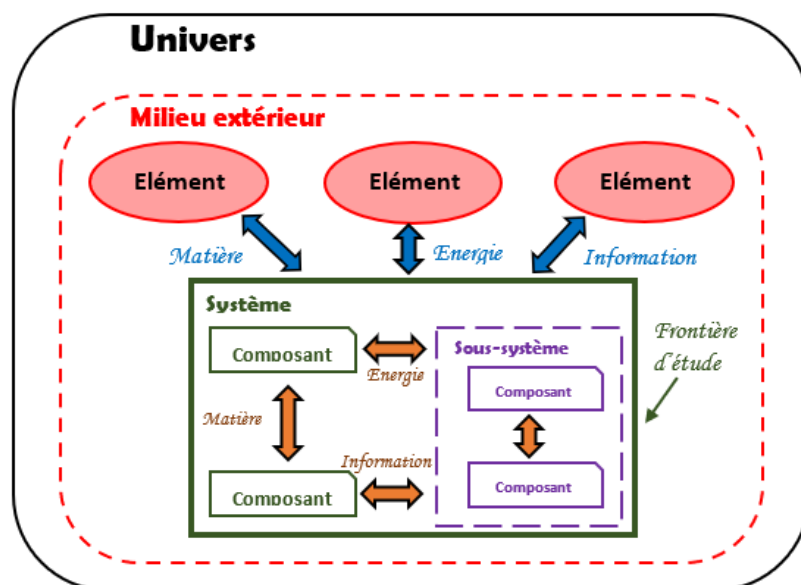 Univers
Milieu extérieur
Elément
Elément
Elément
Matière
Energie
Information
Système
Composant
Energie
Sous-système
Composant
Frontière
d'étude
Matière
Information
Composant
Composant